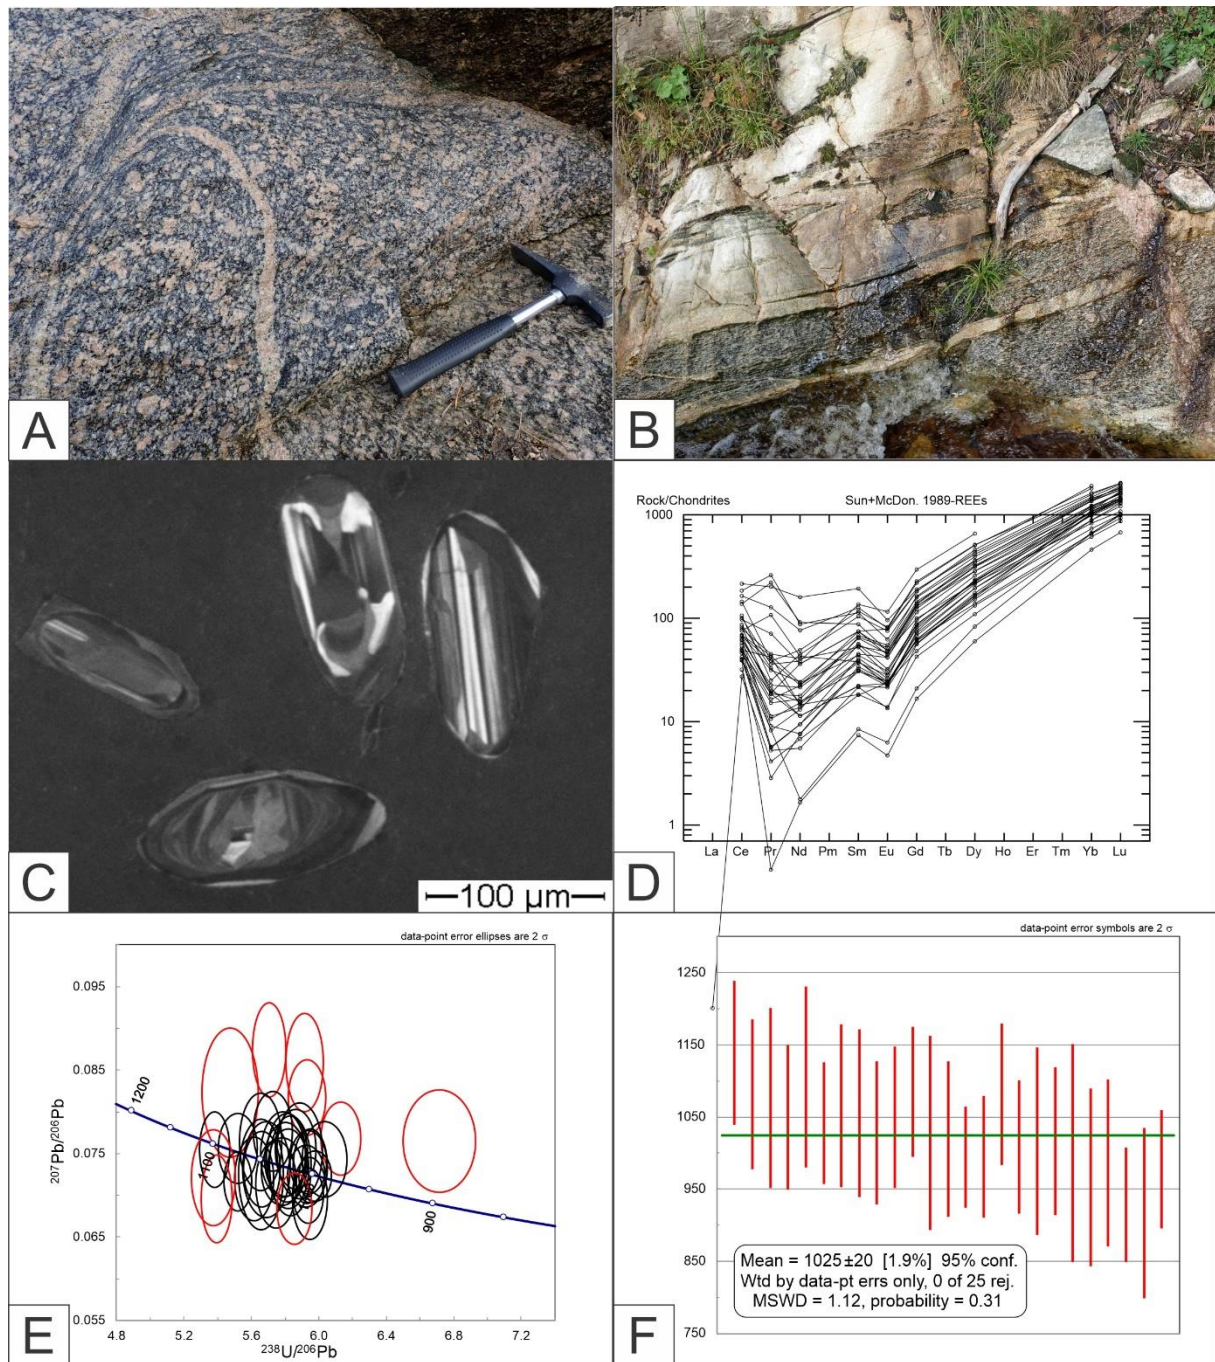 A
B
C
100 µm
Rock/Chondrites
Sun+McDon. 1989-REEs
1000
100
10
1
La Ce Pr Nd Pm Sm Eu Gd Tb Dy Ho Er Tm Yb Lu
D
data-point error ellipses are 2 σ
0.095
0.085
0.075
0.065
0.055
207Pb/206Pb
1200
1100
900
4.8 5.2 5.6 6.0 6.4 6.8 7.2
238U/206Pb
E
data-point error symbols are 2 σ
1250
1150
1050
950
850
750
Mean = 1025±20 [1.9%] 95% conf.
Wtd by data-pt errs only, 0 of 25 rej.
MSWD = 1.12, probability = 0.31
F